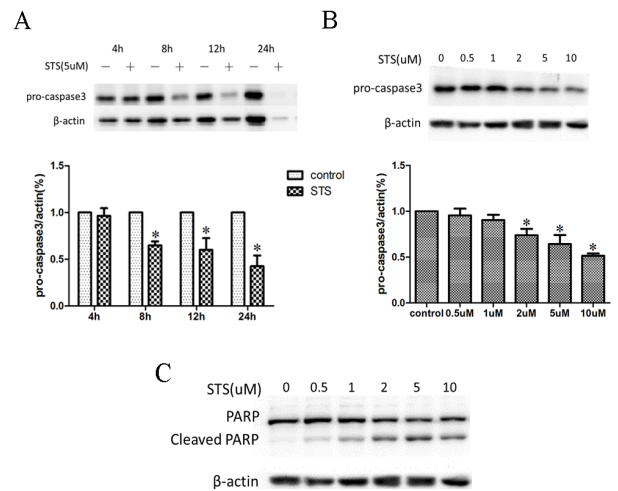 A
4h 8h 12h 24h
STS(5uM) — + — + — + — +
pro-caspase3
β-actin
pro-caspase3/actin(%)
1.5
1.0
0.5
0.0
4h 8h 12h 24h
control
STS
* * *
B
STS(uM) 0 0.5 1 2 5 10
pro-caspase3
β-actin
pro-caspase3/actin(%)
1.5
1.0
0.5
0.0
control 0.5uM 1uM 2uM 5uM 10uM
* * *
C
STS(uM) 0 0.5 1 2 5 10
PARP
Cleaved PARP
β-actin